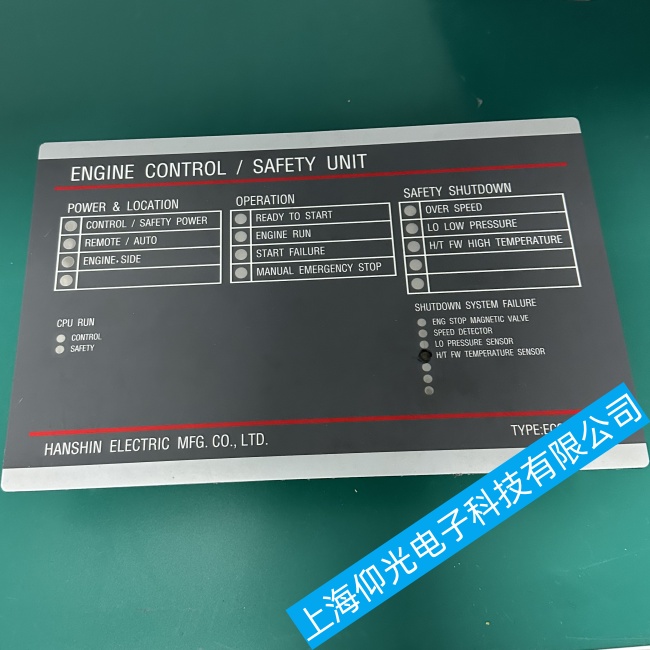 ENGINE CONTROL / SAFETY UNIT
POWER & LOCATION
CONTROL / SAFETY POWER
REMOTE / AUTO
ENGINE SIDE
OPERATION
READY TO START
ENGINE RUN
START FAILURE
MANUAL EMERGENCY STOP
SAFETY SHUTDOWN
OVER SPEED
LO LOW PRESSURE
H/T FW HIGH TEMPERATURE
SHUTDOWN SYSTEM FAILURE
ENG STOP MAGNETIC VALVE
SPEED DETECTOR
LO PRESSURE SENSOR
H/T FW TEMPERATURE SENSOR
CPU RUN
CONTROL
SAFETY
HANSHIN ELECTRIC MFG. CO., LTD.
TYPE:
上海仰光电子科技有限公司